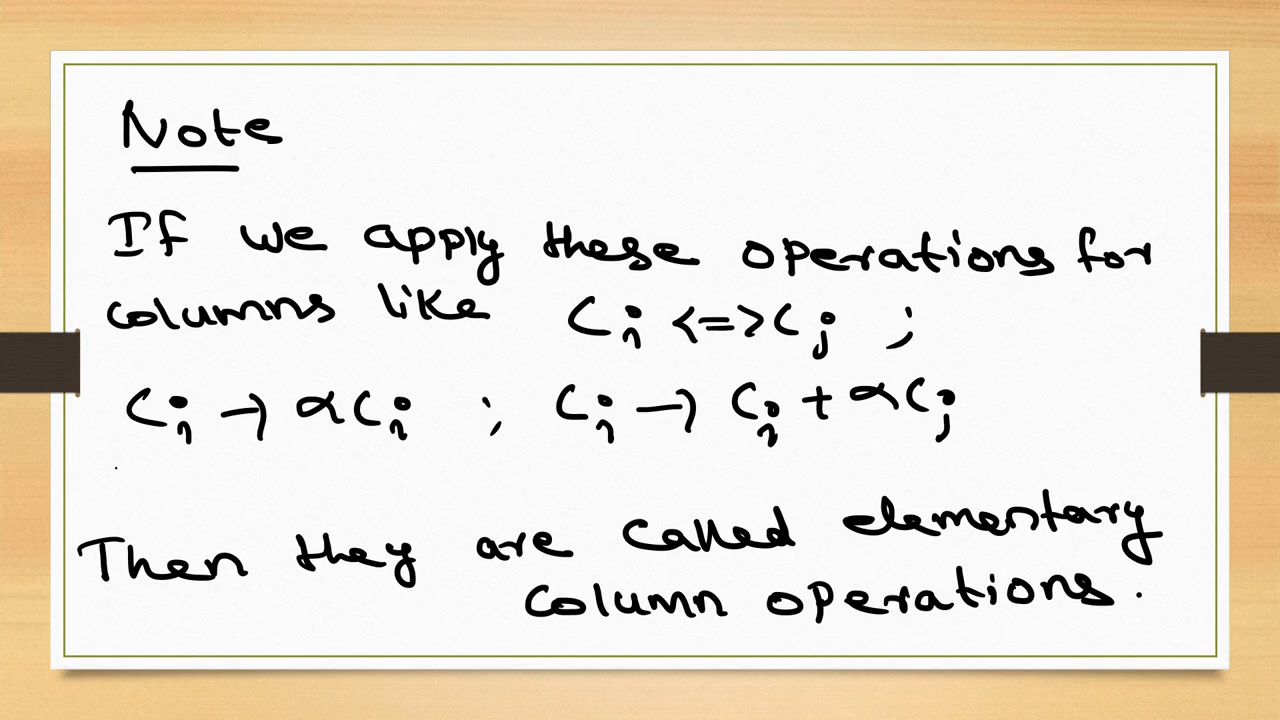 Note
If we apply these operations for
columns like Cᵢ <=> Cⱼ ;
Cᵢ → αCᵢ ; Cᵢ → Cᵢ + αCⱼ
Then they are called elementary
column operations.